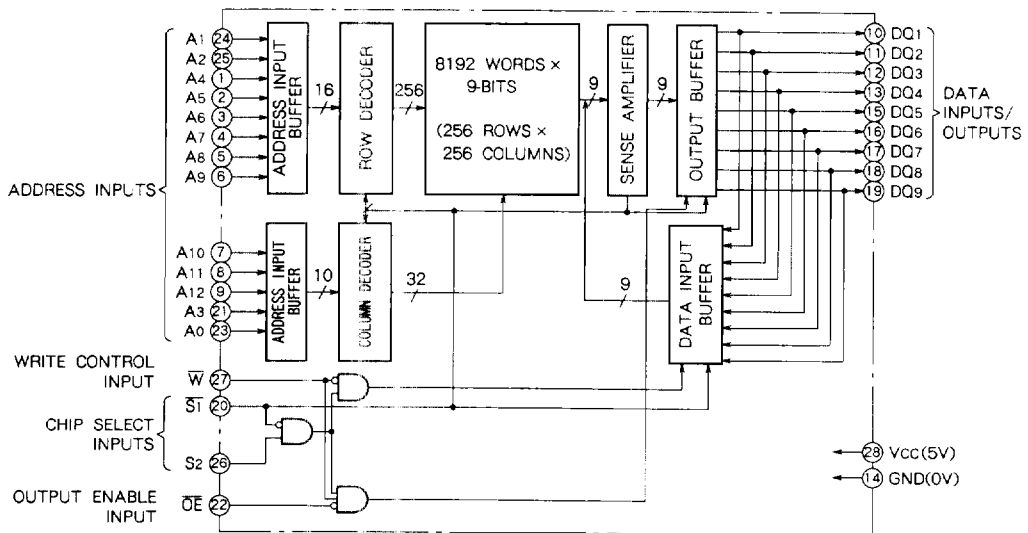 ADDRESS INPUTS
A1 24
A2 25
A4 1
A5 2
A6 3
A7 4
A8 5
A9 6
A10 7
A11 8
A12 9
A3 21
A0 23
WRITE CONTROL
INPUT
W 27
CHIP SELECT
INPUTS
S1 20
S2 26
OUTPUT ENABLE
INPUT
OE 22
ADDRESS INPUT
BUFFER
16
ROW DECODER
256
8192 WORDS ×
9-BITS
(256 ROWS ×
256 COLUMNS)
9
SENSE AMPLIFIER
9
OUTPUT BUFFER
ADDRESS INPUT
BUFFER
10
COLUMN DECODER
32
9
DATA INPUT
BUFFER
10 DQ1
11 DQ2
12 DQ3
13 DQ4
15 DQ5
16 DQ6
17 DQ7
18 DQ8
19 DQ9
DATA
INPUTS/
OUTPUTS
28 VCC(5V)
14 GND(0V)